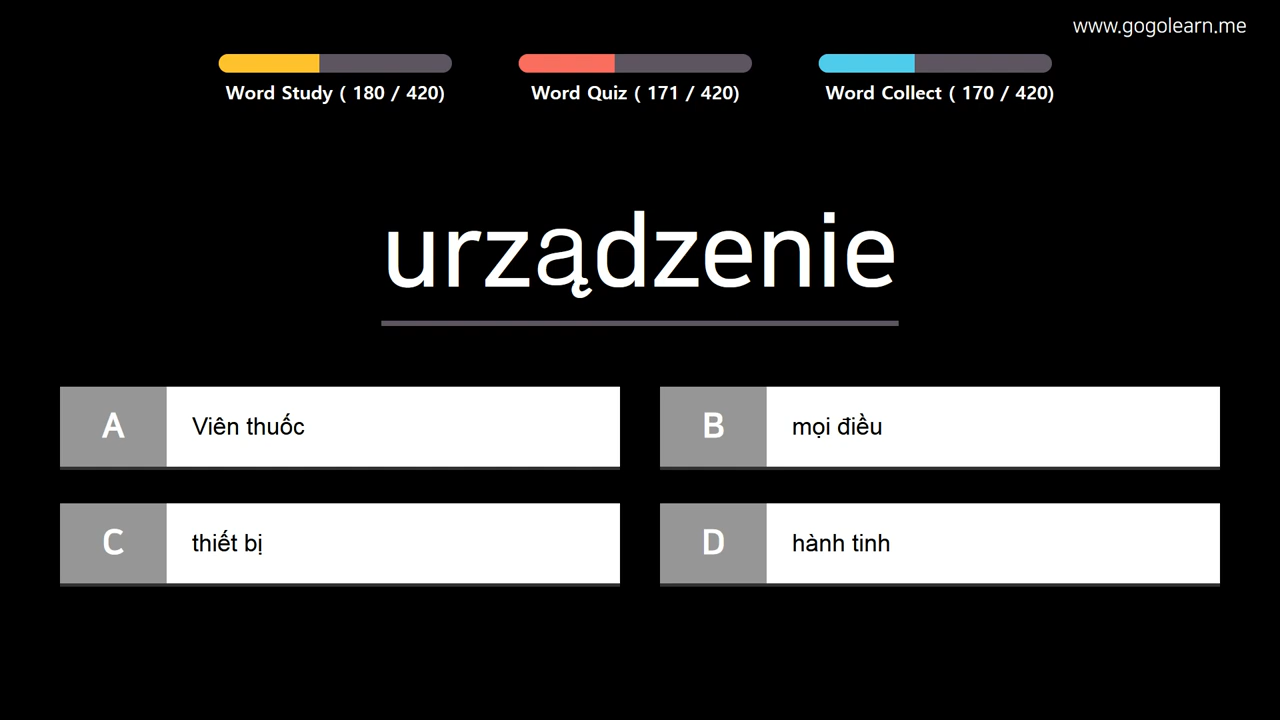 www.gogolearn.me
Word Study ( 180 / 420)
Word Quiz ( 171 / 420)
Word Collect ( 170 / 420)
urządzenie
A
Viên thuốc
B
mọi điều
C
thiết bị
D
hành tinh